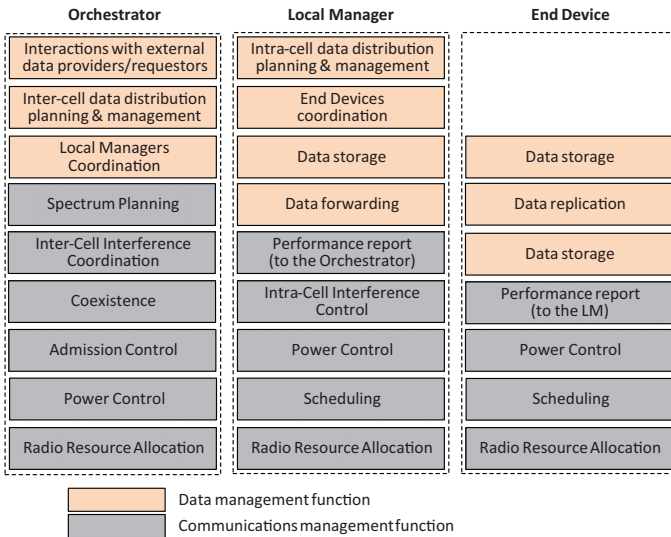 Orchestrator
Interactions with external
data providers/requestors
Inter-cell data distribution
planning & management
Local Managers
Coordination
Spectrum Planning
Inter-Cell Interference
Coordination
Coexistence
Admission Control
Power Control
Radio Resource Allocation
Local Manager
Intra-cell data distribution
planning & management
End Devices
coordination
Data storage
Data forwarding
Performance report
(to the Orchestrator)
Intra-Cell Interference
Control
Power Control
Scheduling
Radio Resource Allocation
End Device
Data storage
Data replication
Data storage
Performance report
(to the LM)
Power Control
Scheduling
Radio Resource Allocation
Data management function
Communications management function